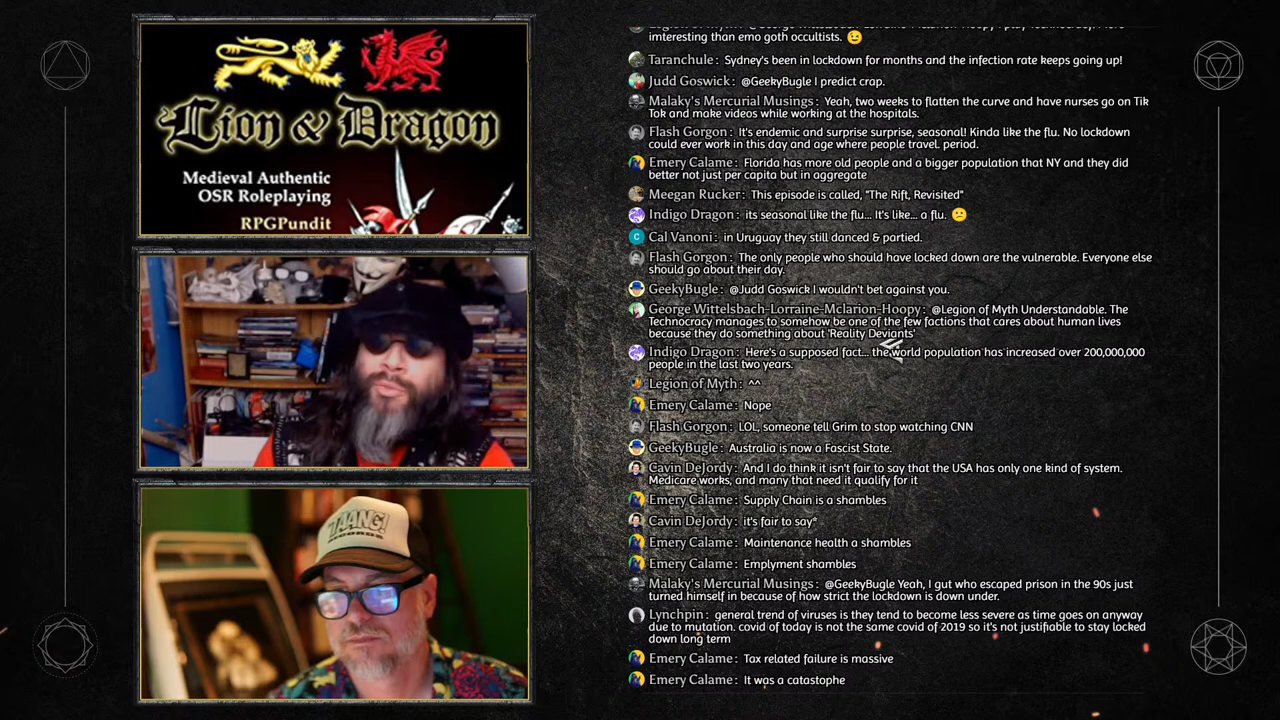 Lion & Dragon
Medieval Authentic
OSR Roleplaying
RPGPundit
TAANG!
RECORDS
interesting than emo goth occultists. 😉
Taranchule: Sydney's been in lockdown for months and the infection rate keeps going up!
Judd Goswick: @GeekyBugle I predict crap.
Malaky's Mercurial Musings: Yeah, two weeks to flatten the curve and have nurses go on Tik
Tok and make videos while working at the hospitals.
Flash Gorgon: It's endemic and surprise surprise, seasonal! Kinda like the flu. No lockdown
could ever work in this day and age where people travel. period.
Emery Calame: Florida has more old people and a bigger population that NY and they did
better not just per capita but in aggregate
Meegan Rucker: This episode is called, "The Rift, Revisited"
Indigo Dragon: its seasonal like the flu... It's like... a flu. 😕
C Cal Vanoni: in Uruguay they still danced & partied.
Flash Gorgon: The only people who should have locked down are the vulnerable. Everyone else
should go about their day.
GeekyBugle: @Judd Goswick I wouldn't bet against you.
George Wittelsbach-Lorraine-Mclarion-Hoopy: @Legion of Myth Understandable. The
Technocracy manages to somehow be one of the few factions that cares about human lives
because they do something about 'Reality Deviants'
Indigo Dragon: Here's a supposed fact... the world population has increased over 200,000,000
people in the last two years.
Legion of Myth: ^^
Emery Calame: Nope
Flash Gorgon: LOL, someone tell Grim to stop watching CNN
GeekyBugle: Australia is now a Fascist State.
Cavin DeJordy: And I do think it isn't fair to say that the USA has only one kind of system.
Medicare works, and many that need it qualify for it
Emery Calame: Supply Chain is a shambles
Cavin DeJordy: it's fair to say*
Emery Calame: Maintenance health a shambles
Emery Calame: Emplyment shambles
Malaky's Mercurial Musings: @GeekyBugle Yeah, I gut who escaped prison in the 90s just
turned himself in because of how strict the lockdown is down under.
Lynchpin: general trend of viruses is they tend to become less severe as time goes on anyway
due to mutation. covid of today is not the same covid of 2019 so it's not justifiable to stay locked
down long term
Emery Calame: Tax related failure is massive
Emery Calame: It was a catastophe